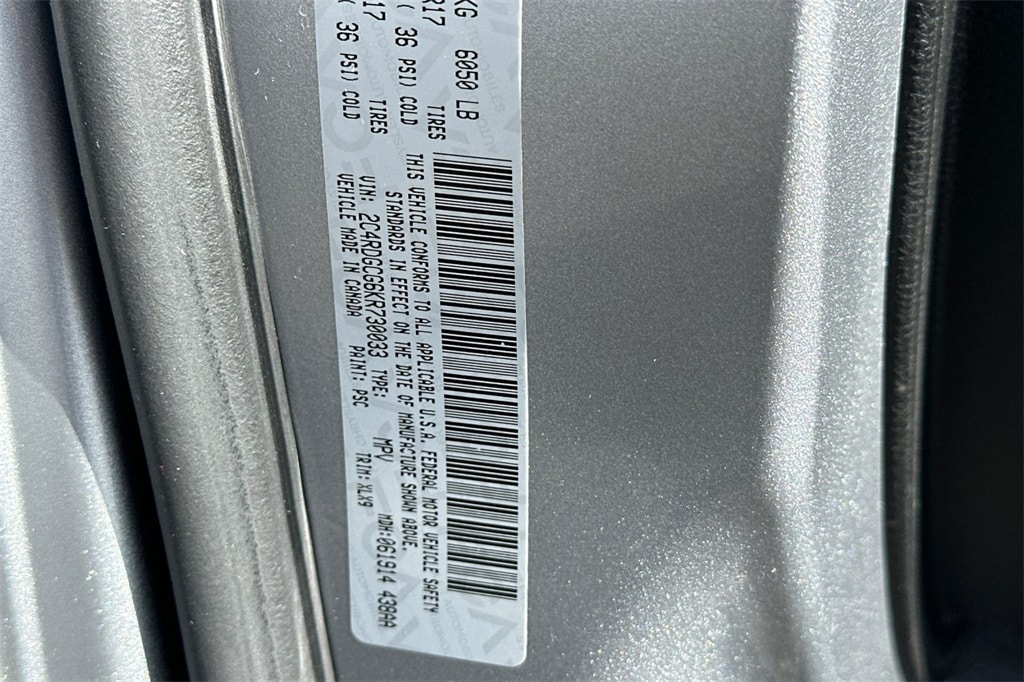 KG 6050 LB
R17 TIRES
( 36 PSI) COLD
17 TIRES
( 36 PSI) COLD
THIS VEHICLE CONFORMS TO ALL APPLICABLE U.S.A. FEDERAL MOTOR VEHICLE SAFETY
STANDARDS IN EFFECT ON THE DATE OF MANUFACTURE SHOWN ABOVE.
VIN: 2C4RDGCG6KR730033 TYPE: MPV MDH:061914 438AA
VEHICLE MADE IN CANADA PAINT: PSC TRIM:XLX9